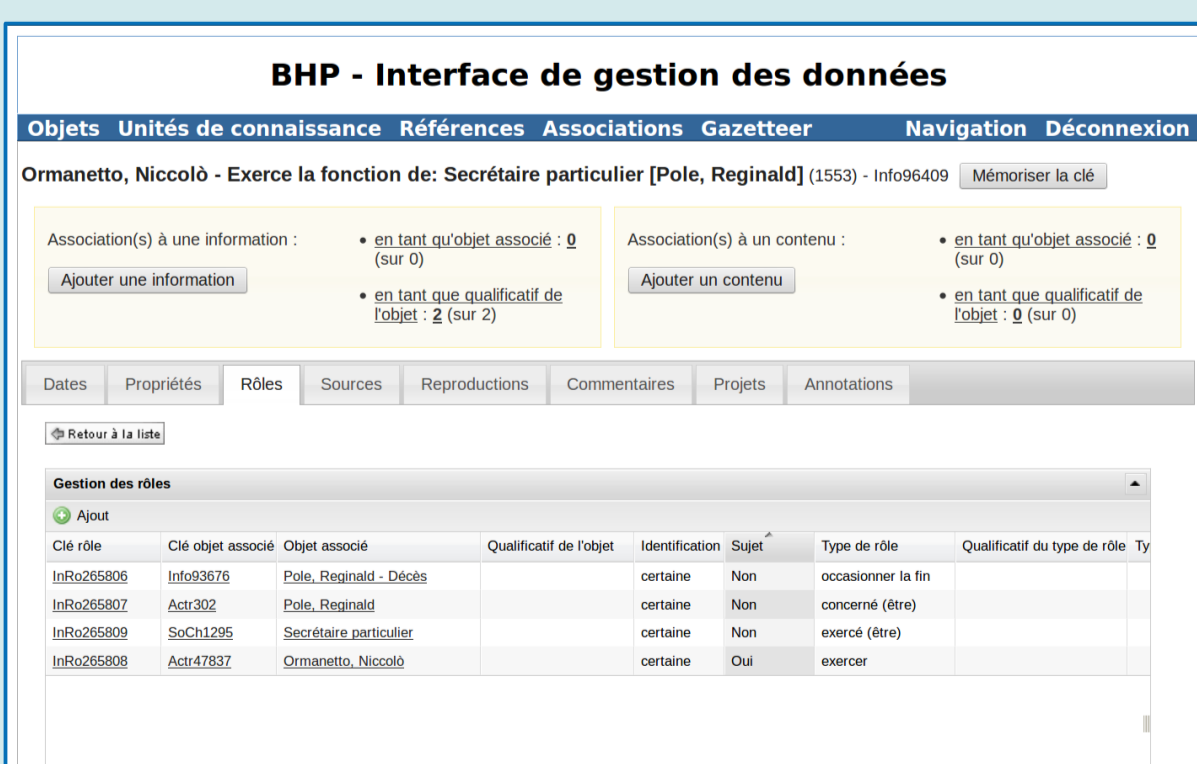 BHP - Interface de gestion des données
Objets Unités de connaissance Références Associations Gazetteer Navigation Déconnexion
Ormanetto, Niccolò - Exerce la fonction de: Secrétaire particulier [Pole, Reginald] (1553) - Info96409 Mémoriser la clé
Association(s) à une information :
Ajouter une information
• en tant qu'objet associé : 0
(sur 0)
• en tant que qualificatif de
l'objet : 2 (sur 2)
Association(s) à un contenu :
Ajouter un contenu
• en tant qu'objet associé : 0
(sur 0)
• en tant que qualificatif de
l'objet : 0 (sur 0)
Dates Propriétés Rôles Sources Reproductions Commentaires Projets Annotations
Retour à la liste
Gestion des rôles
Ajout
Clé rôle Clé objet associé Objet associé Qualificatif de l'objet Identification Sujet Type de rôle Qualificatif du type de rôle Ty
InRo265806 Info93676 Pole, Reginald - Décès certaine Non occasionner la fin
InRo265807 Actr302 Pole, Reginald certaine Non concerné (être)
InRo265809 SoCh1295 Secrétaire particulier certaine Non exercé (être)
InRo265808 Actr47837 Ormanetto, Niccolò certaine Oui exercer